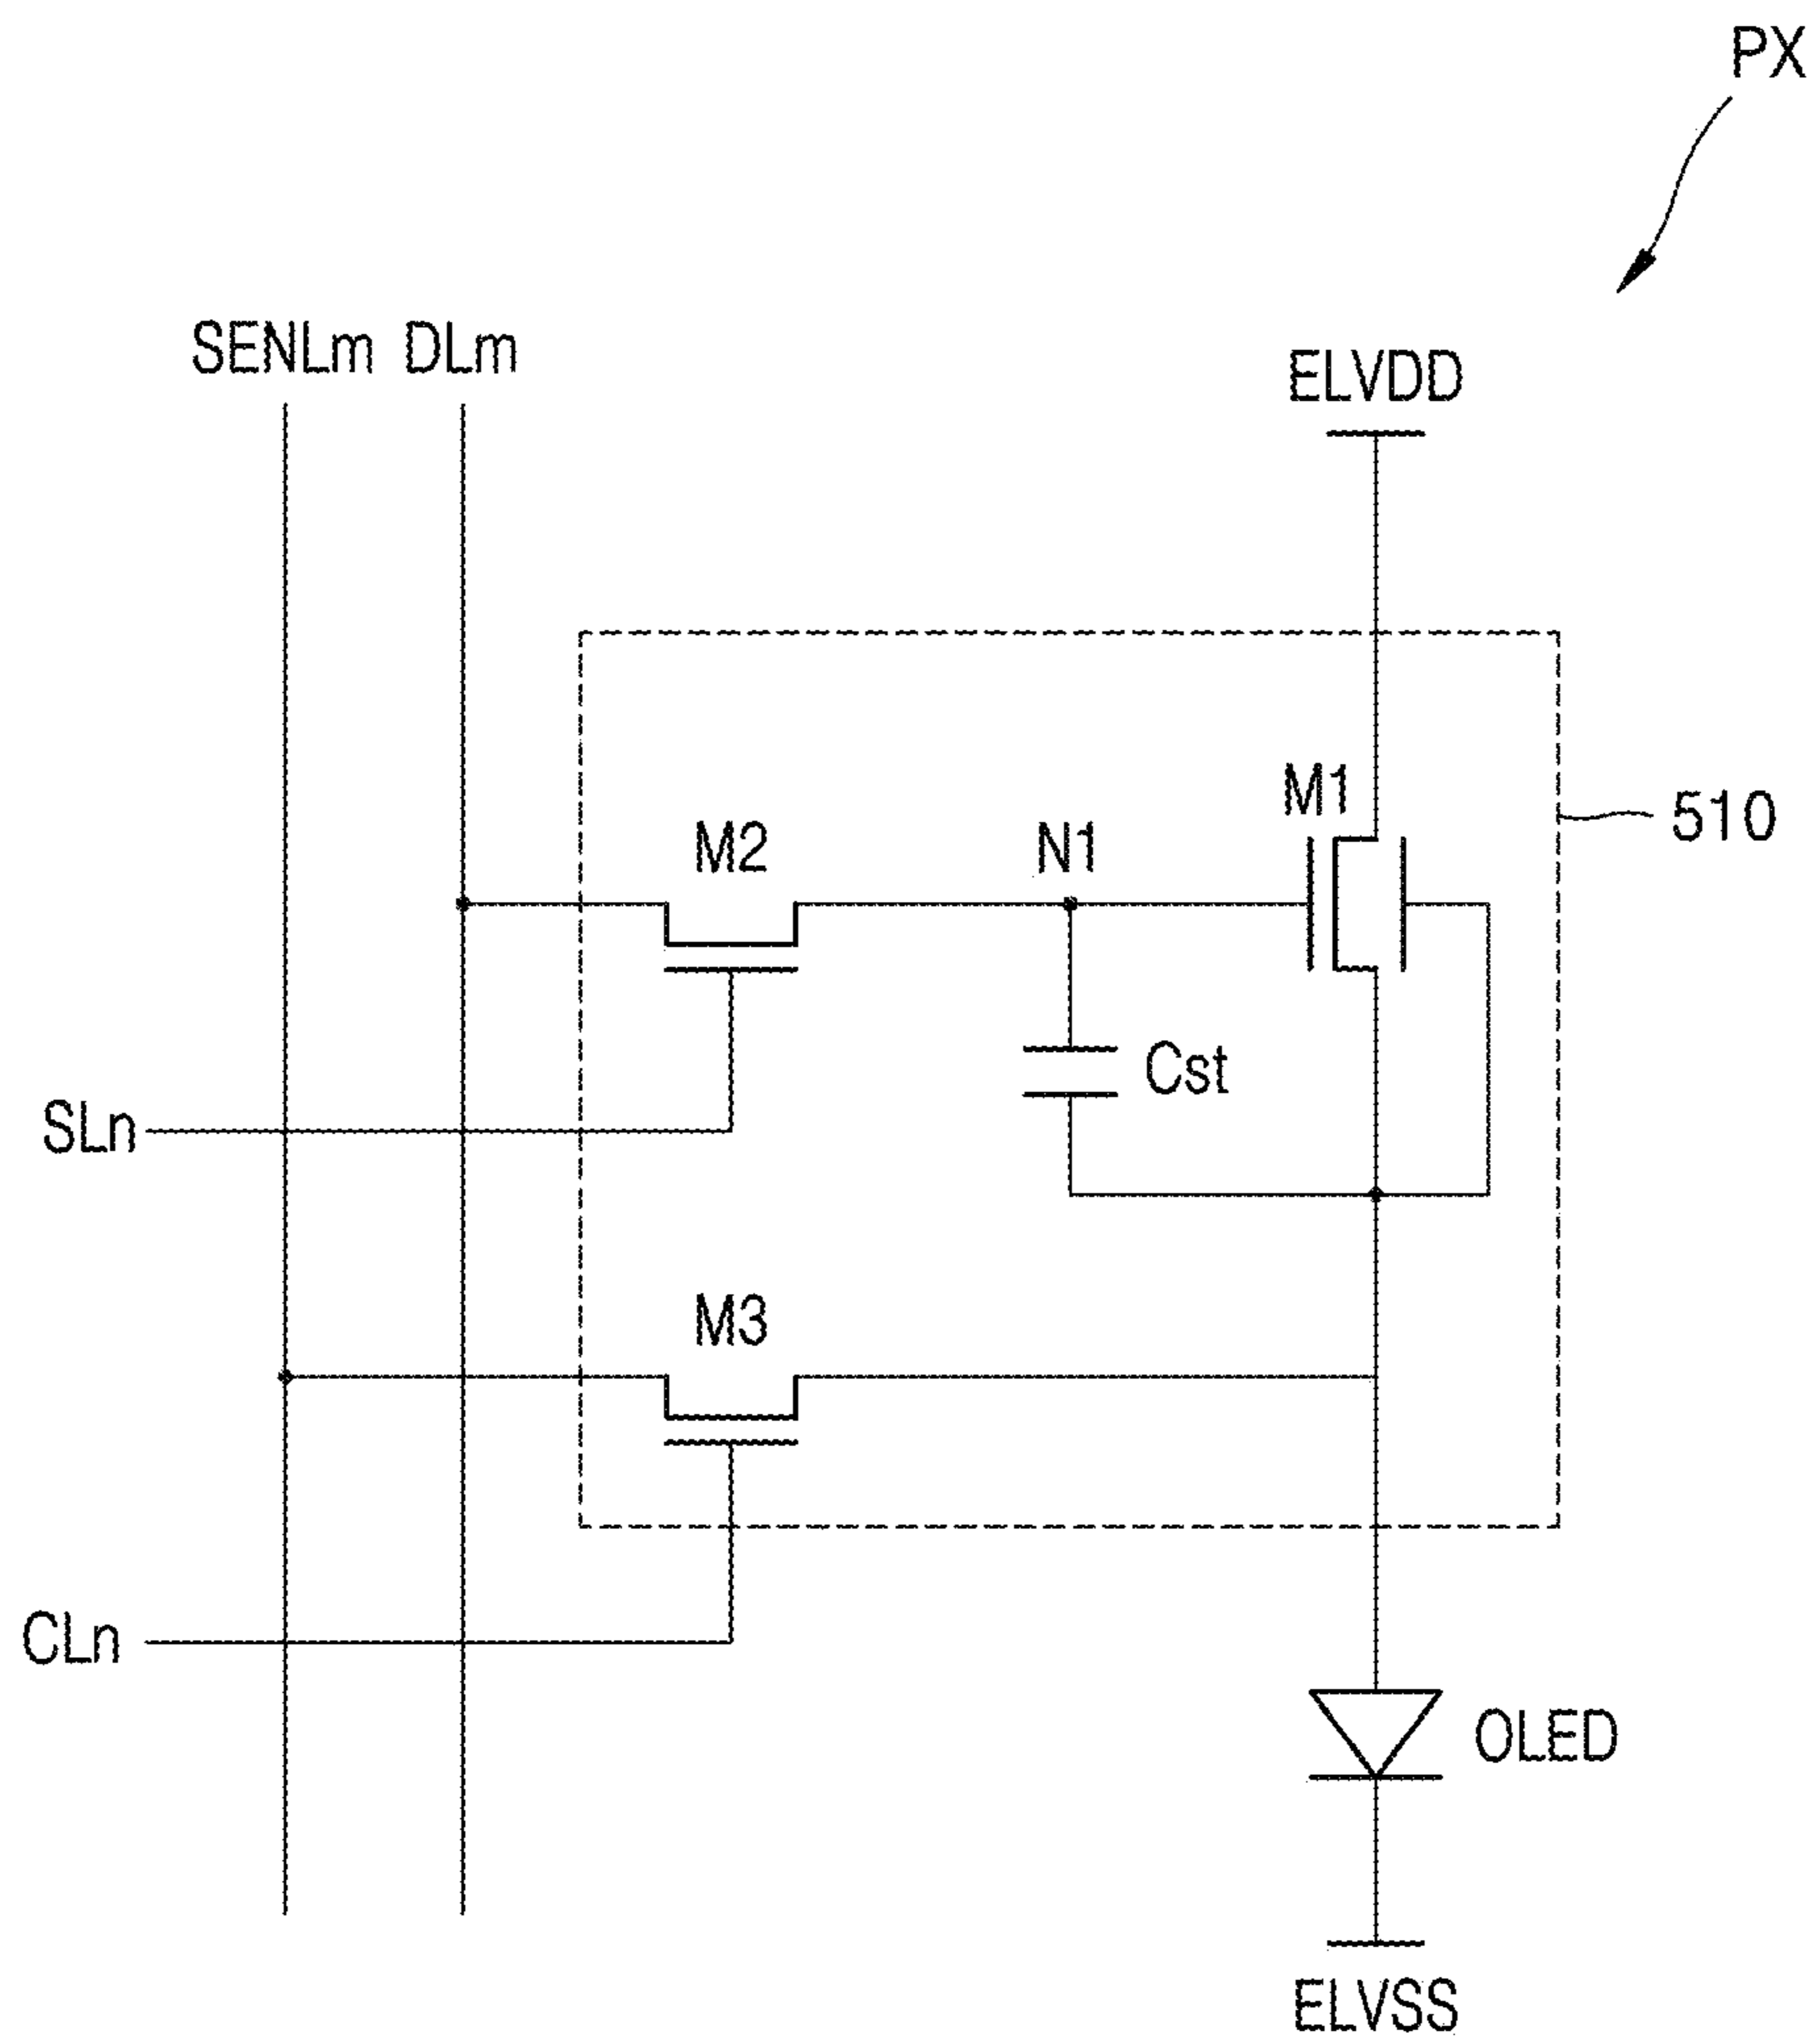 PX
SENLm DLm
ELVDD
M1
510
M2
N1
Cst
SLn
M3
CLn
OLED
ELVSS